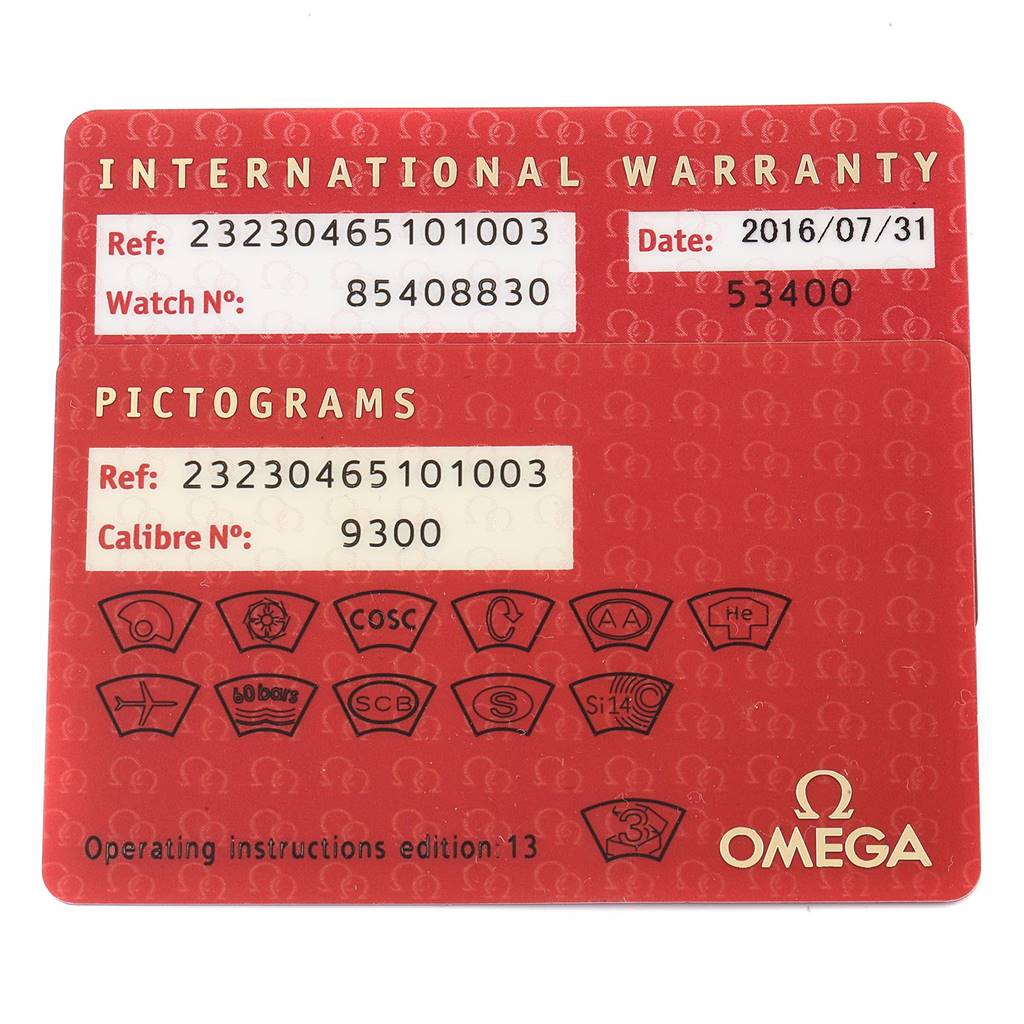 INTERNATIONAL WARRANTY
Ref: 23230465101003
Date: 2016/07/31
Watch Nº: 85408830
53400
PICTOGRAMS
Ref: 23230465101003
Calibre Nº: 9300
COSC
AA
He
60 bars
SCB
S
Si14
3
Operating instructions edition: 13
Ω
OMEGA